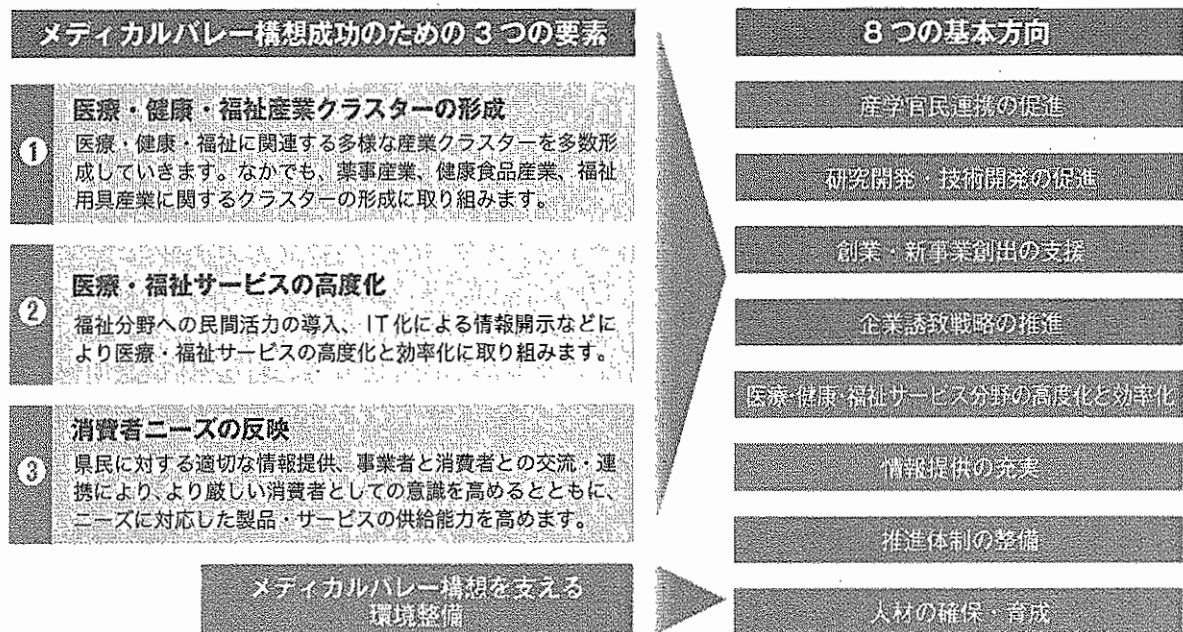 メディカルバレー構想成功のための3つの要素
① 医療・健康・福祉産業クラスターの形成
医療・健康・福祉に関連する多様な産業クラスターを多数形
成していきます。なかでも、薬事産業、健康食品産業、福祉
用具産業に関するクラスターの形成に取り組みます。
② 医療・福祉サービスの高度化
福祉分野への民間活力の導入、IT化による情報開示などに
より医療・福祉サービスの高度化と効率化に取り組みます。
③ 消費者ニーズの反映
県民に対する適切な情報提供、事業者と消費者との交流・連
携により、より厳しい消費者としての意識を高めるとともに、
ニーズに対応した製品・サービスの供給能力を高めます。
メディカルバレー構想を支える
環境整備
8つの基本方向
産学官民連携の促進
研究開発・技術開発の促進
創業・新事業創出の支援
企業誘致戦略の推進
医療・健康・福祉サービス分野の高度化と効率化
情報提供の充実
推進体制の整備
人材の確保・育成